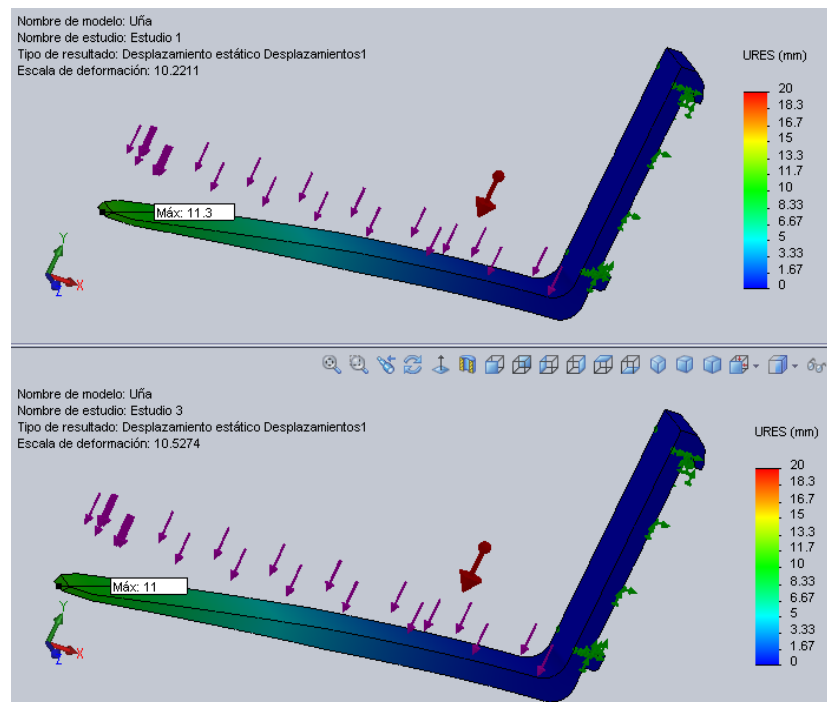 Nombre de modelo: Uña
Nombre de estudio: Estudio 1
Tipo de resultado: Desplazamiento estático Desplazamientos1
Escala de deformación: 10.2211
URES (mm)
20
18.3
16.7
15
13.3
11.7
10
8.33
6.67
5
3.33
1.67
0
Máx: 11.3
Y
X
Z
Nombre de modelo: Uña
Nombre de estudio: Estudio 3
Tipo de resultado: Desplazamiento estático Desplazamientos1
Escala de deformación: 10.5274
URES (mm)
20
18.3
16.7
15
13.3
11.7
10
8.33
6.67
5
3.33
1.67
0
Máx: 11
Y
X
Z